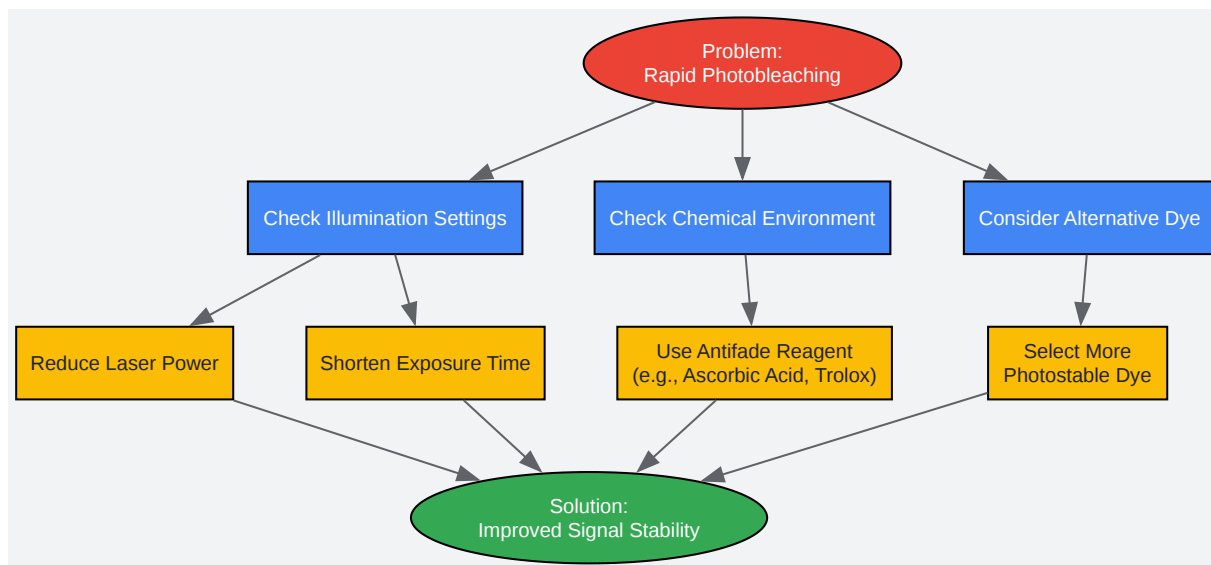 Problem:
Rapid Photobleaching
Check Illumination Settings
Check Chemical Environment
Consider Alternative Dye
Reduce Laser Power
Shorten Exposure Time
Use Antifade Reagent
(e.g., Ascorbic Acid, Trolox)
Select More
Photostable Dye
Solution:
Improved Signal Stability